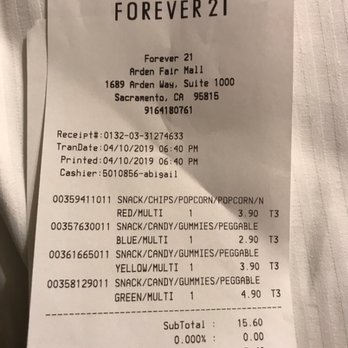 FOREVER 21
Forever 21
Arden Fair Mall
1689 Arden Way, Suite 1000
Sacramento, CA 95815
9164180761
Receipt#:0132-03-31274633
TranDate:04/10/2019 06:40 PM
Printed:04/10/2019 06:40 PM
Cashier:5010856-abigail
00359411011 SNACK/CHIPS/POPCORN/POPCORN/N
RED/MULTI 1 3.90 T3
00357630011 SNACK/CANDY/GUMMIES/PEGGABLE
BLUE/MULTI 1 2.90 T3
00361665011 SNACK/CANDY/GUMMIES/PEGGABLE
YELLOW/MULTI 1 3.90 T3
00358129011 SNACK/CANDY/GUMMIES/PEGGABLE
GREEN/MULTI 1 4.90 T3
SubTotal : 15.60
0.000% : 0.00